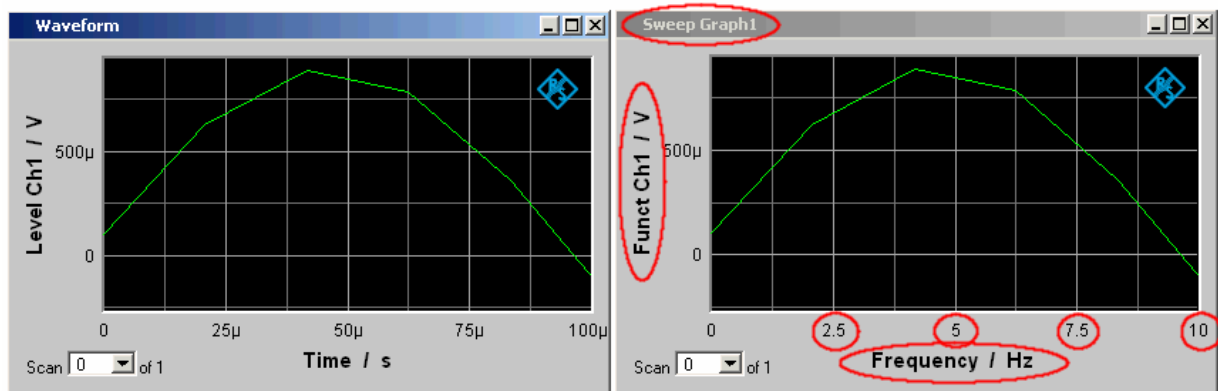 Waveform
Level Ch1 / V
500µ
0
0 25µ 50µ 75µ 100µ
Time / s
Scan 0 of 1
Sweep Graph1
Funct Ch1 / V
500µ
0
0 2.5 5 7.5 10
Frequency / Hz
Scan 0 of 1